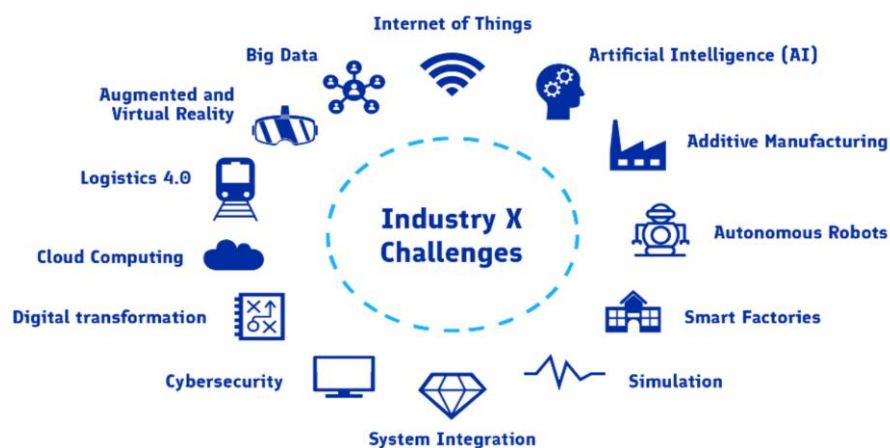 Internet of Things
Big Data
Artificial Intelligence (AI)
Augmented and
Virtual Reality
Additive Manufacturing
Logistics 4.0
Industry X
Challenges
Autonomous Robots
Cloud Computing
Digital transformation
Smart Factories
Cybersecurity
Simulation
System Integration